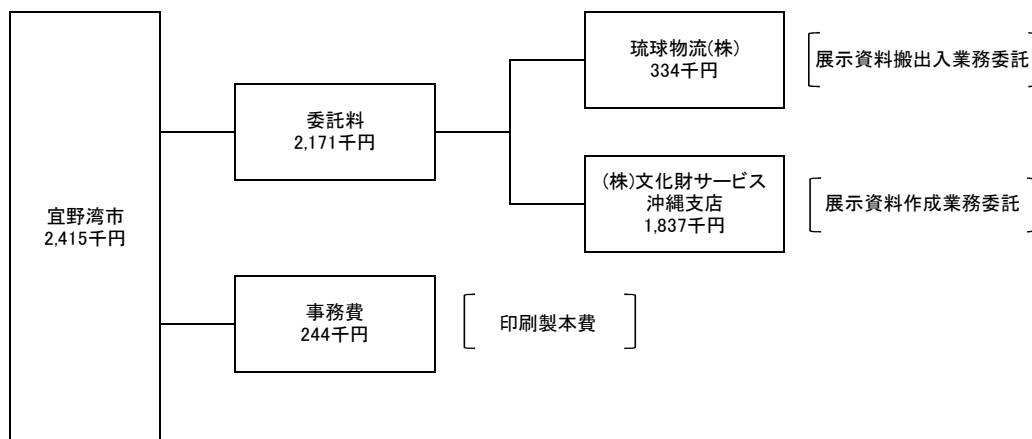 宜野湾市
2,415千円
委託料
2,171千円
琉球物流(株)
334千円
展示資料搬出入業務委託
(株)文化財サービス
沖縄支店
1,837千円
展示資料作成業務委託
事務費
244千円
印刷製本費